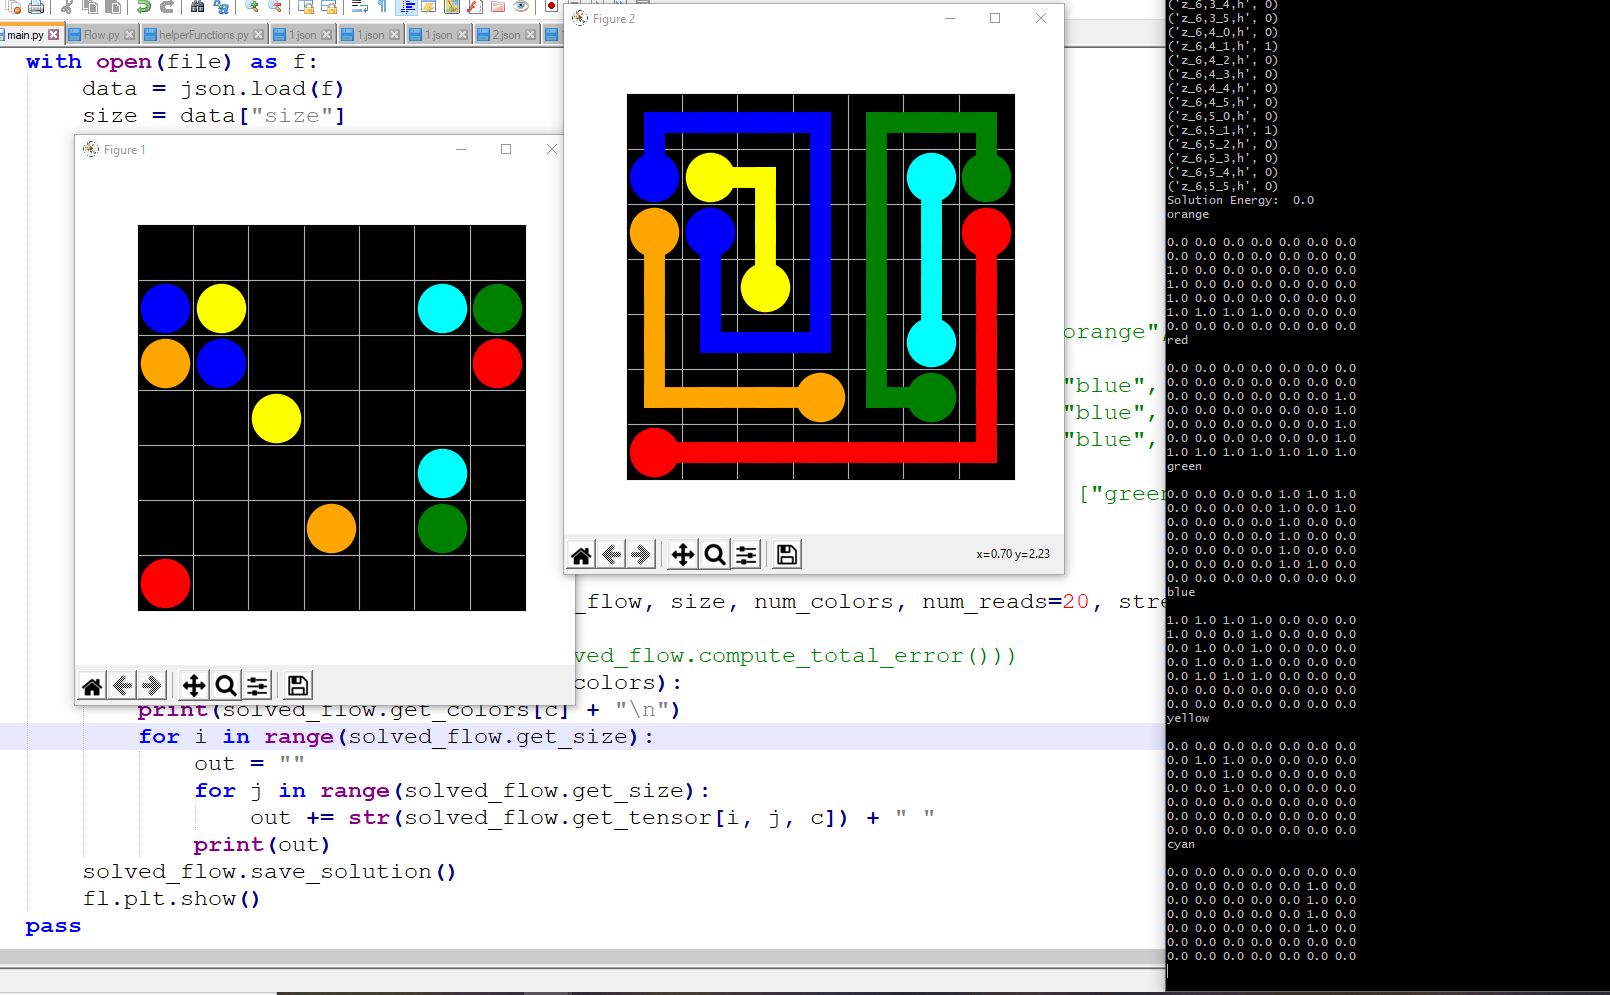 main.py Flow.py helperFunctions.py 1.json 1.json 1.json 2.json
with open(file) as f:
data = json.load(f)
size = data["size"]
Figure 1
Figure 2
orange",
"blue",
"blue",
"blue",
["green
x=0.70 y=2.23
_flow, size, num_colors, num_reads=20, stre
ved_flow.compute_total_error()))
colors):
print(solved_flow.get_colors[c] + "\n")
for i in range(solved_flow.get_size):
out = ""
for j in range(solved_flow.get_size):
out += str(solved_flow.get_tensor[i, j, c]) + " "
print(out)
solved_flow.save_solution()
fl.plt.show()
pass
('z_6,3_4,h', 0)
('z_6,3_5,h', 0)
('z_6,4_0,h', 0)
('z_6,4_1,h', 1)
('z_6,4_2,h', 0)
('z_6,4_3,h', 0)
('z_6,4_4,h', 0)
('z_6,4_5,h', 0)
('z_6,5_0,h', 0)
('z_6,5_1,h', 1)
('z_6,5_2,h', 0)
('z_6,5_3,h', 0)
('z_6,5_4,h', 0)
('z_6,5_5,h', 0)
Solution Energy:  0.0
orange
0.0 0.0 0.0 0.0 0.0 0.0 0.0
0.0 0.0 0.0 0.0 0.0 0.0 0.0
1.0 0.0 0.0 0.0 0.0 0.0 0.0
1.0 0.0 0.0 0.0 0.0 0.0 0.0
1.0 0.0 0.0 0.0 0.0 0.0 0.0
1.0 1.0 1.0 1.0 0.0 0.0 0.0
0.0 0.0 0.0 0.0 0.0 0.0 0.0
red
0.0 0.0 0.0 0.0 0.0 0.0 0.0
0.0 0.0 0.0 0.0 0.0 0.0 0.0
0.0 0.0 0.0 0.0 0.0 0.0 1.0
0.0 0.0 0.0 0.0 0.0 0.0 1.0
0.0 0.0 0.0 0.0 0.0 0.0 1.0
0.0 0.0 0.0 0.0 0.0 0.0 1.0
1.0 1.0 1.0 1.0 1.0 1.0 1.0
green
0.0 0.0 0.0 0.0 1.0 1.0 1.0
0.0 0.0 0.0 0.0 1.0 0.0 1.0
0.0 0.0 0.0 0.0 1.0 0.0 0.0
0.0 0.0 0.0 0.0 1.0 0.0 0.0
0.0 0.0 0.0 0.0 1.0 0.0 0.0
0.0 0.0 0.0 0.0 1.0 1.0 0.0
0.0 0.0 0.0 0.0 0.0 0.0 0.0
blue
1.0 1.0 1.0 1.0 0.0 0.0 0.0
1.0 0.0 0.0 1.0 0.0 0.0 0.0
0.0 1.0 0.0 1.0 0.0 0.0 0.0
0.0 1.0 0.0 1.0 0.0 0.0 0.0
0.0 1.0 1.0 1.0 0.0 0.0 0.0
0.0 0.0 0.0 0.0 0.0 0.0 0.0
0.0 0.0 0.0 0.0 0.0 0.0 0.0
yellow
0.0 0.0 0.0 0.0 0.0 0.0 0.0
0.0 1.0 1.0 0.0 0.0 0.0 0.0
0.0 0.0 1.0 0.0 0.0 0.0 0.0
0.0 0.0 1.0 0.0 0.0 0.0 0.0
0.0 0.0 0.0 0.0 0.0 0.0 0.0
0.0 0.0 0.0 0.0 0.0 0.0 0.0
0.0 0.0 0.0 0.0 0.0 0.0 0.0
cyan
0.0 0.0 0.0 0.0 0.0 0.0 0.0
0.0 0.0 0.0 0.0 0.0 1.0 0.0
0.0 0.0 0.0 0.0 0.0 1.0 0.0
0.0 0.0 0.0 0.0 0.0 1.0 0.0
0.0 0.0 0.0 0.0 0.0 1.0 0.0
0.0 0.0 0.0 0.0 0.0 0.0 0.0
0.0 0.0 0.0 0.0 0.0 0.0 0.0